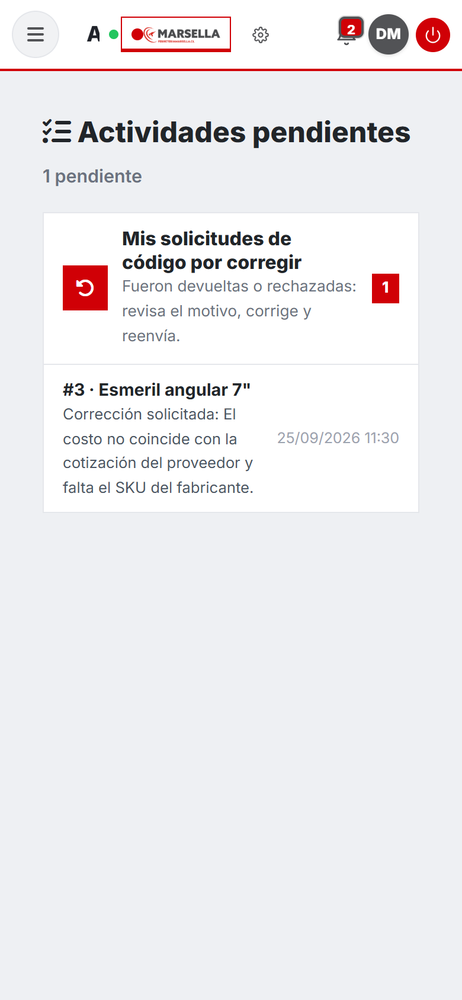 A
MARSELLA
FERRETERIAMARSELLA.CL
2
DM
Actividades pendientes
1 pendiente
Mis solicitudes de
código por corregir
Fueron devueltas o rechazadas:
revisa el motivo, corrige y
reenvía.
1
#3 · Esmeril angular 7"
Corrección solicitada: El
costo no coincide con la
cotización del proveedor y
falta el SKU del fabricante.
25/09/2026 11:30